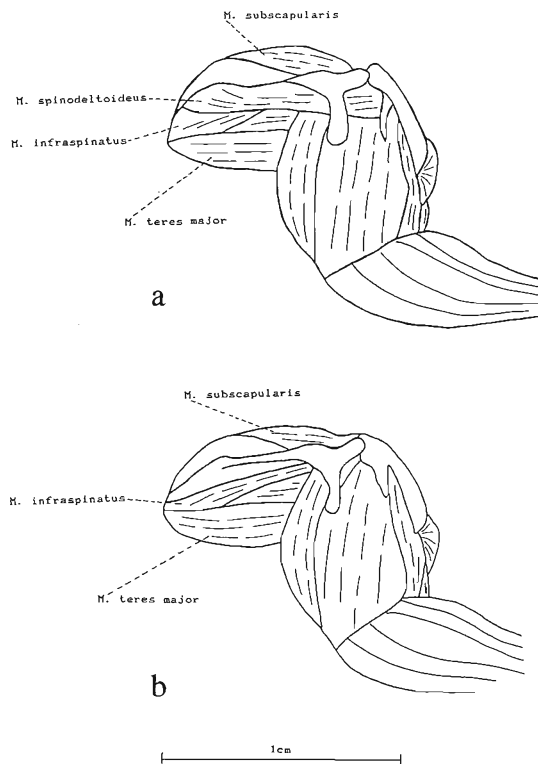 M. subscapularis
M. spinodeltoideus
M. infraspinatus
M. teres major
a
M. subscapularis
M. infraspinatus
M. teres major
b
1cm